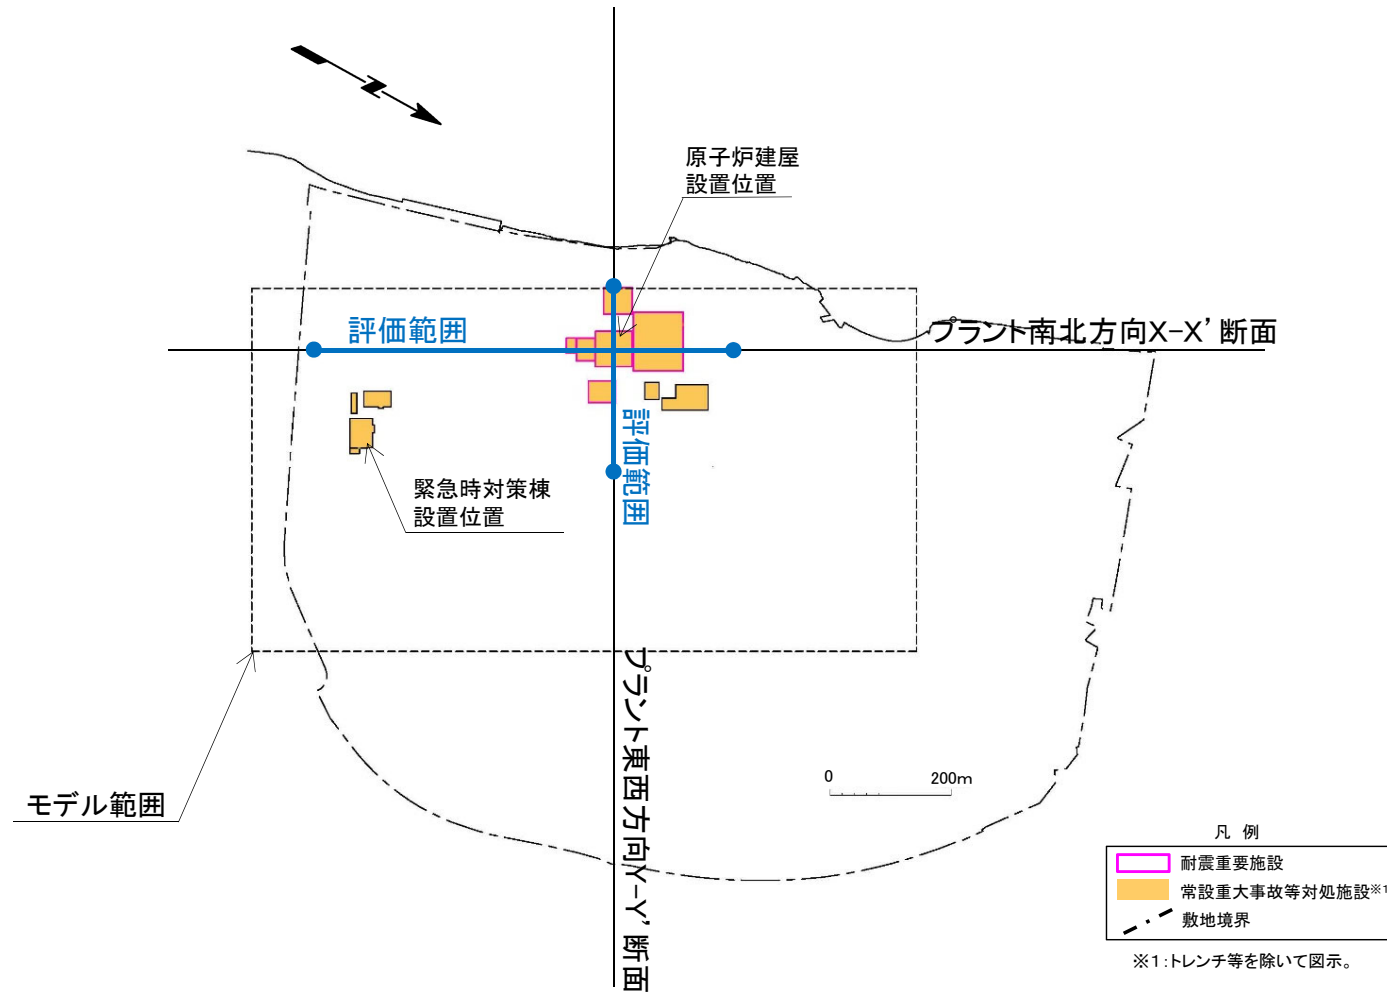 原子炉建屋
設置位置
評価範囲
プラント南北方向X-X’断面
評価範囲
緊急時対策棟
設置位置
プラント東西方向Y-Y’断面
モデル範囲
0 200m
凡 例
耐震重要施設
常設重大事故等対処施設※1
敷地境界
※1:トレンチ等を除いて図示。